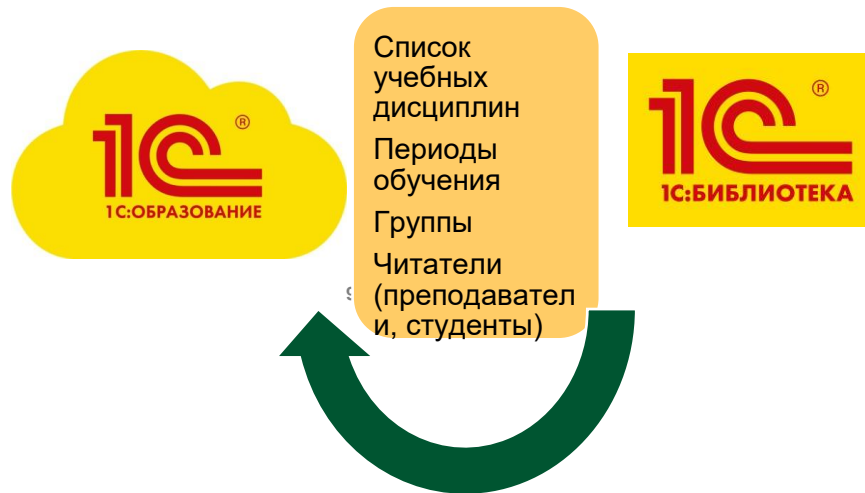 1С
®
1С:ОБРАЗОВАНИЕ
Список
учебных
дисциплин
Периоды
обучения
Группы
Читатели
(преподавател
и, студенты)
1С
®
1С:БИБЛИОТЕКА